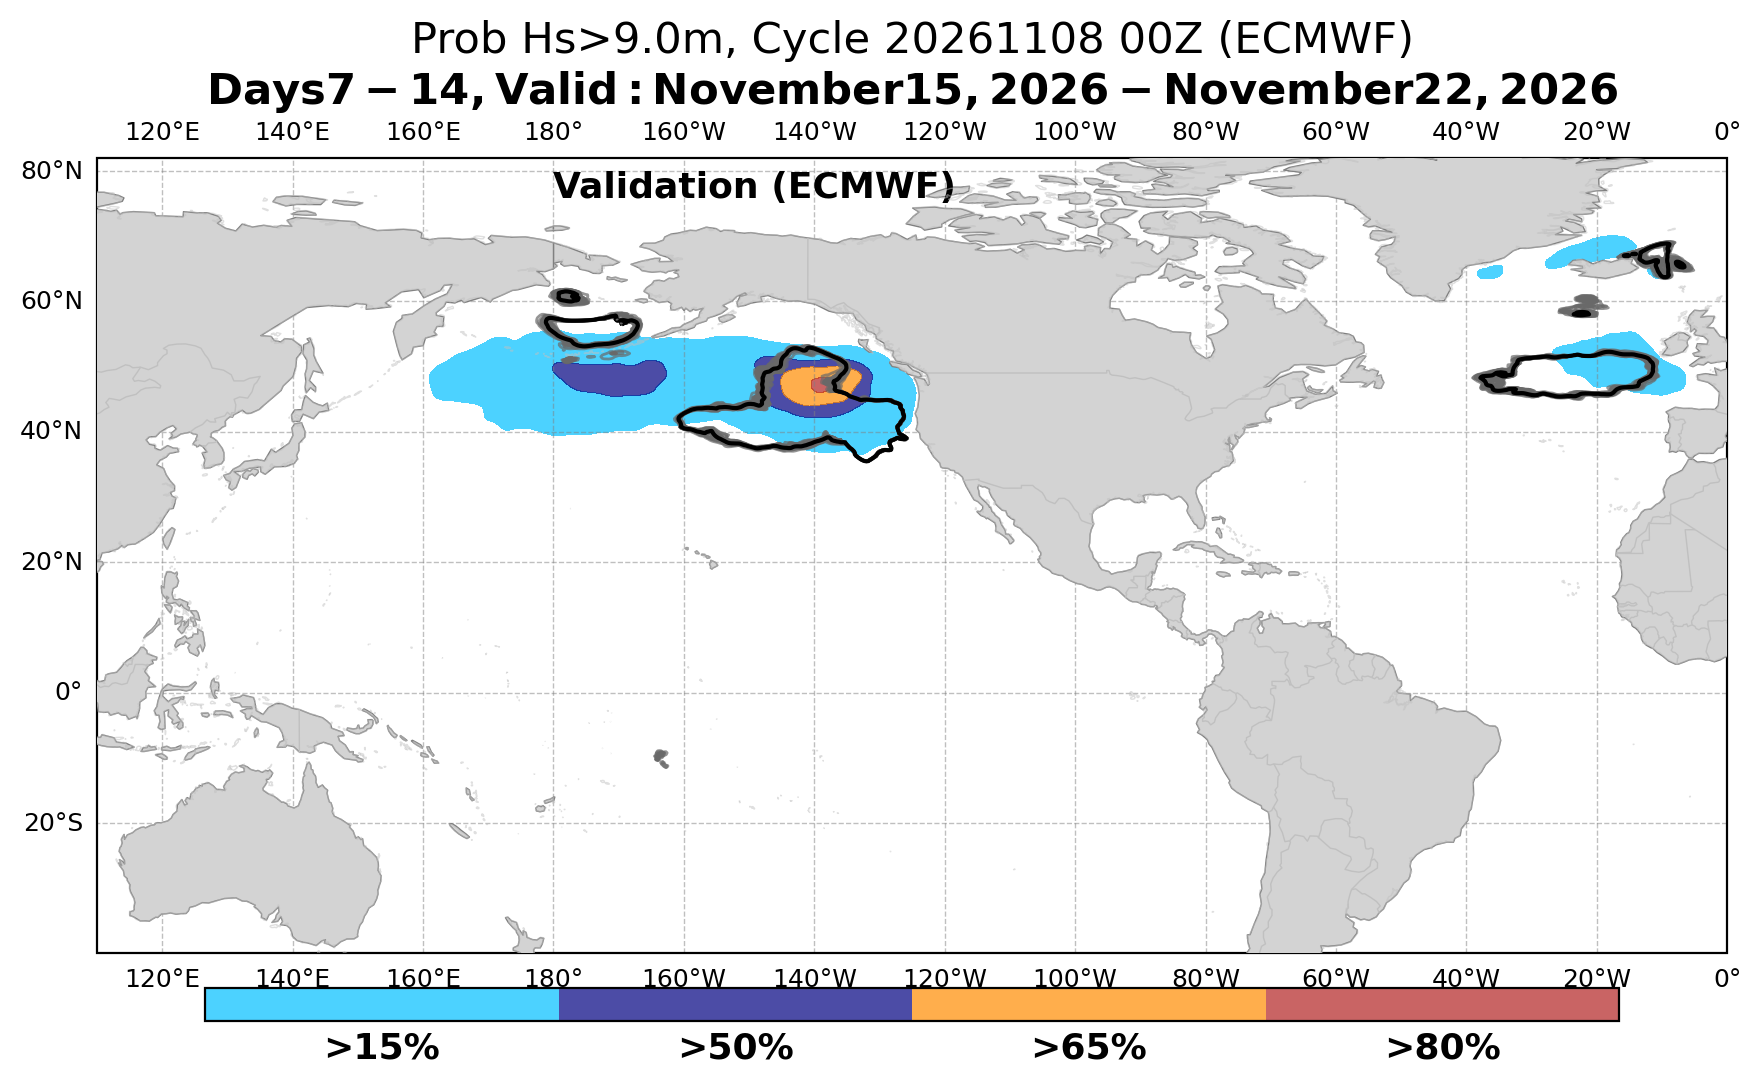 Prob Hs>9.0m, Cycle 20261108 00Z (ECMWF)
Days7 − 14, Valid : November15, 2026 − November22, 2026
120°E 140°E 160°E 180° 160°W 140°W 120°W 100°W 80°W 60°W 40°W 20°W 0°
80°N
Validation (ECMWF)
60°N
40°N
20°N
0°
20°S
120°E 140°E 160°E 180° 160°W 140°W 120°W 100°W 80°W 60°W 40°W 20°W 0°
>15% >50% >65% >80%